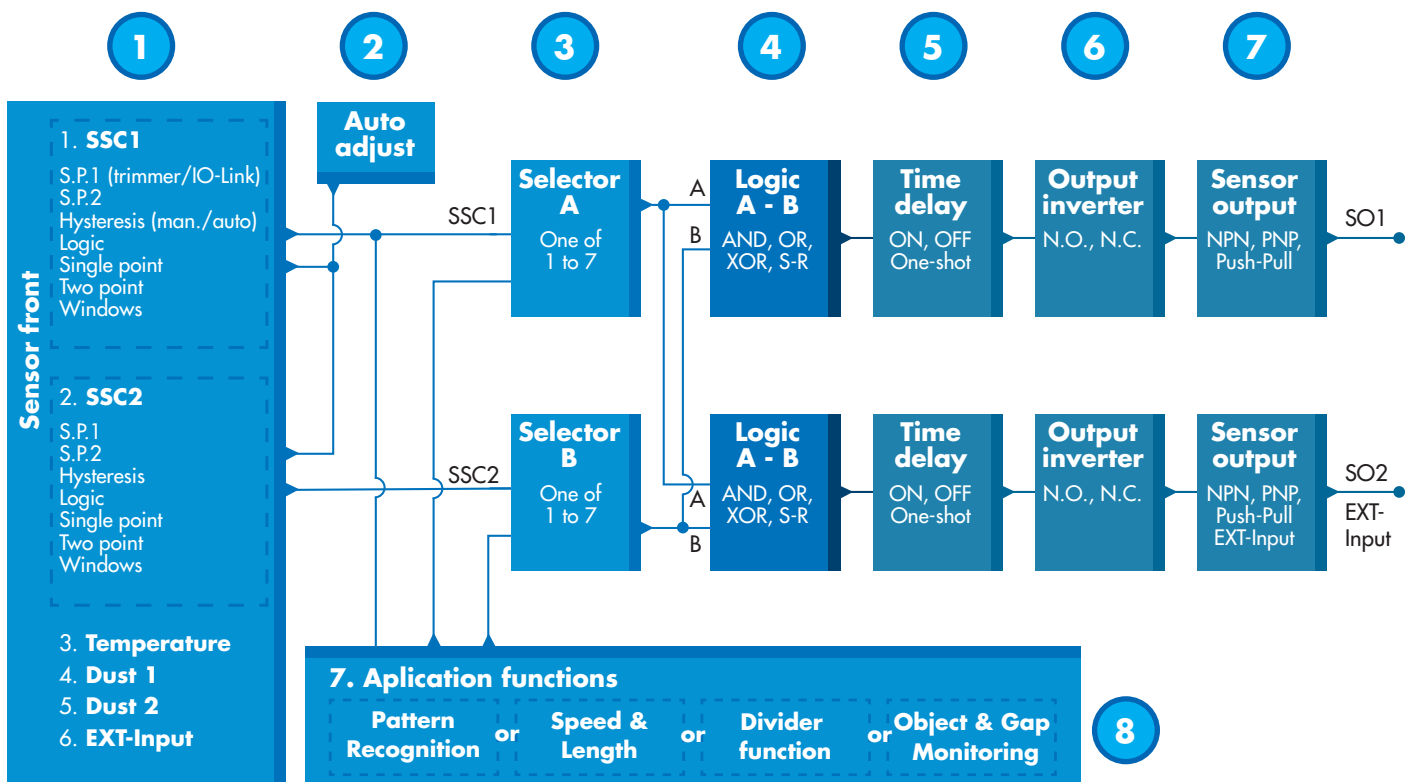 1
2
3
4
5
6
7
Sensor front
1. SSC1
S.P.1 (trimmer/IO-Link)
S.P.2
Hysteresis (man./auto)
Logic
Single point
Two point
Windows
2. SSC2
S.P.1
S.P.2
Hysteresis
Logic
Single point
Two point
Windows
3. Temperature
4. Dust 1
5. Dust 2
6. EXT-Input
Auto
adjust
SSC1
Selector
A
One of
1 to 7
A
B
Logic
A - B
AND, OR,
XOR, S-R
Time
delay
ON, OFF
One-shot
Output
inverter
N.O., N.C.
Sensor
output
NPN, PNP,
Push-Pull
SO1
SSC2
Selector
B
One of
1 to 7
A
B
Logic
A - B
AND, OR,
XOR, S-R
Time
delay
ON, OFF
One-shot
Output
inverter
N.O., N.C.
Sensor
output
NPN, PNP,
Push-Pull
EXT-Input
SO2
EXT-
Input
7. Aplication functions
Pattern
Recognition
or
Speed &
Length
or
Divider
function
or
Object & Gap
Monitoring
8